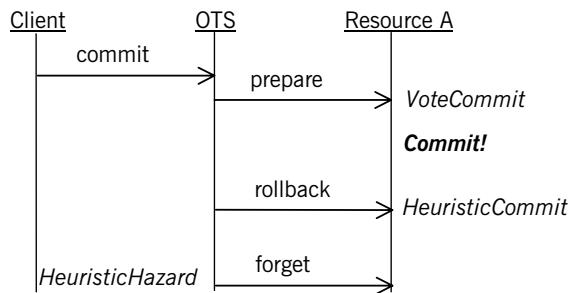 Client OTS Resource A
commit
prepare
VoteCommit
Commit!
rollback
HeuristicCommit
HeuristicHazard
forget